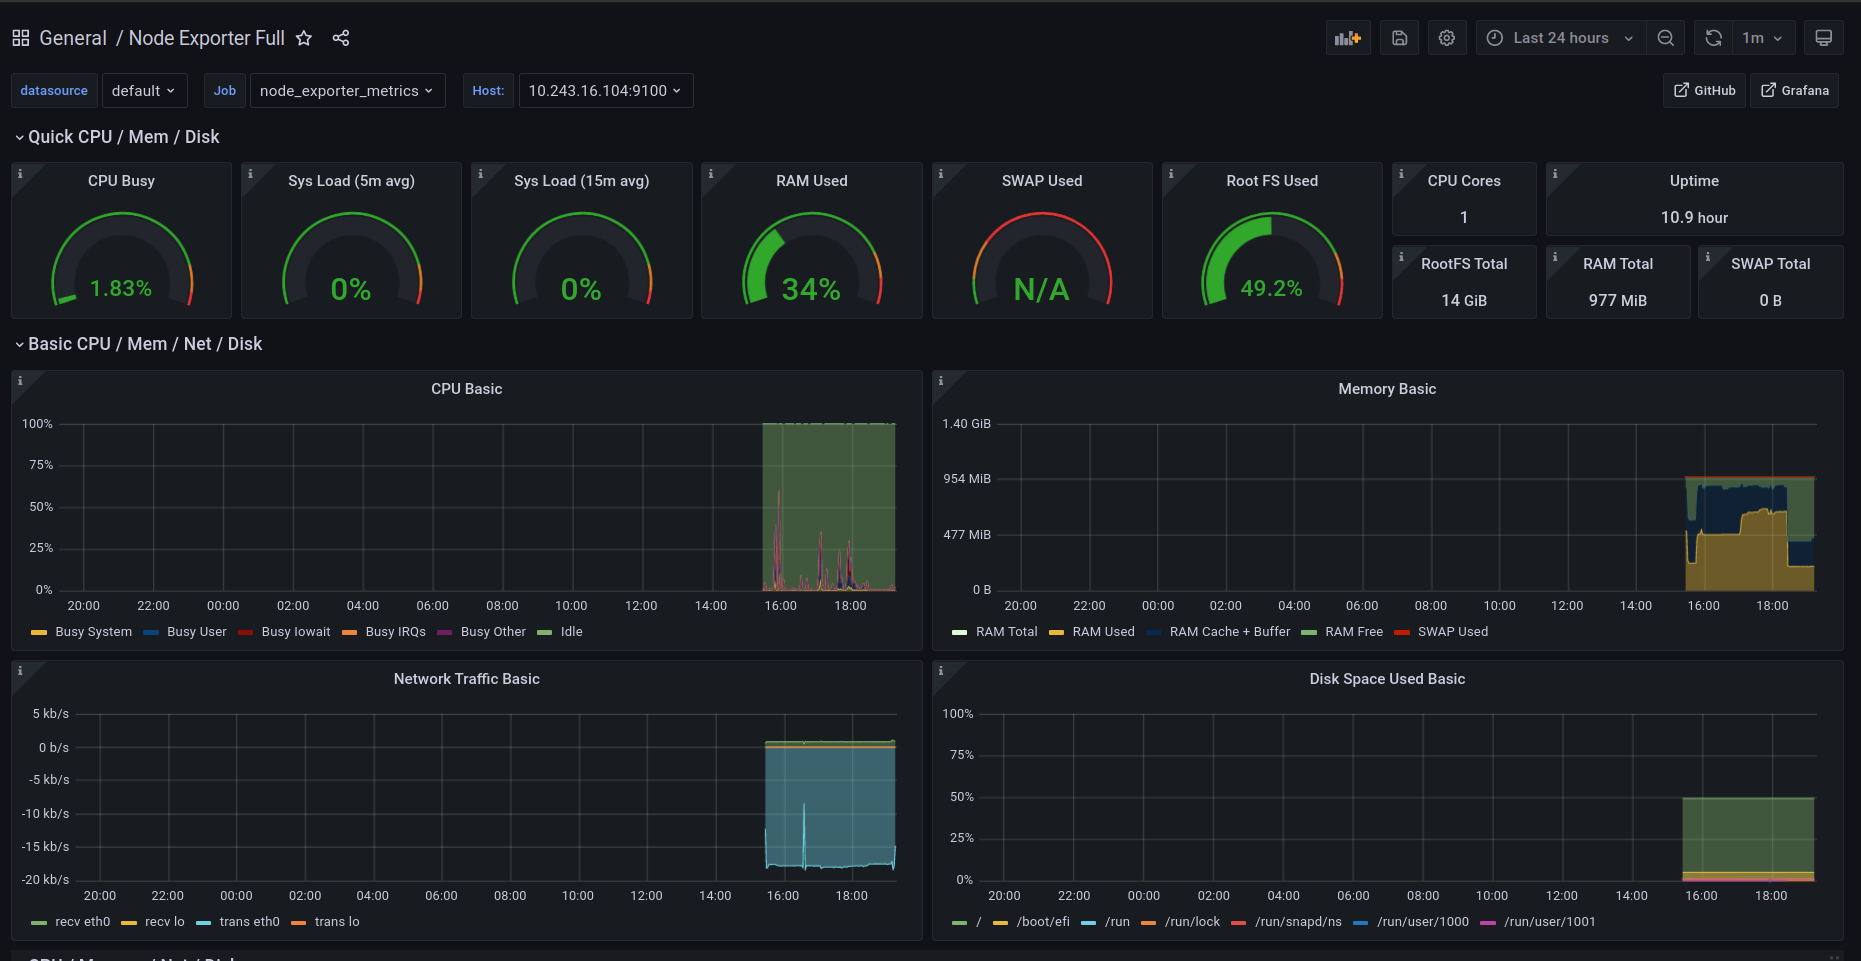 General / Node Exporter Full
Last 24 hours
1m
datasource default Job node_exporter_metrics Host: 10.243.16.104:9100
GitHub Grafana
Quick CPU / Mem / Disk
CPU Busy
1.83%
Sys Load (5m avg)
0%
Sys Load (15m avg)
0%
RAM Used
34%
SWAP Used
N/A
Root FS Used
49.2%
CPU Cores
1
Uptime
10.9 hour
RootFS Total
14 GiB
RAM Total
977 MiB
SWAP Total
0 B
Basic CPU / Mem / Net / Disk
CPU Basic
100%
75%
50%
25%
0%
20:00 22:00 00:00 02:00 04:00 06:00 08:00 10:00 12:00 14:00 16:00 18:00
Busy System Busy User Busy Iowait Busy IRQs Busy Other Idle
Memory Basic
1.40 GiB
954 MiB
477 MiB
0 B
20:00 22:00 00:00 02:00 04:00 06:00 08:00 10:00 12:00 14:00 16:00 18:00
RAM Total RAM Used RAM Cache + Buffer RAM Free SWAP Used
Network Traffic Basic
5 kb/s
0 b/s
-5 kb/s
-10 kb/s
-15 kb/s
-20 kb/s
20:00 22:00 00:00 02:00 04:00 06:00 08:00 10:00 12:00 14:00 16:00 18:00
recv eth0 recv lo trans eth0 trans lo
Disk Space Used Basic
100%
75%
50%
25%
0%
20:00 22:00 00:00 02:00 04:00 06:00 08:00 10:00 12:00 14:00 16:00 18:00
/ /boot/efi /run /run/lock /run/snapd/ns /run/user/1000 /run/user/1001